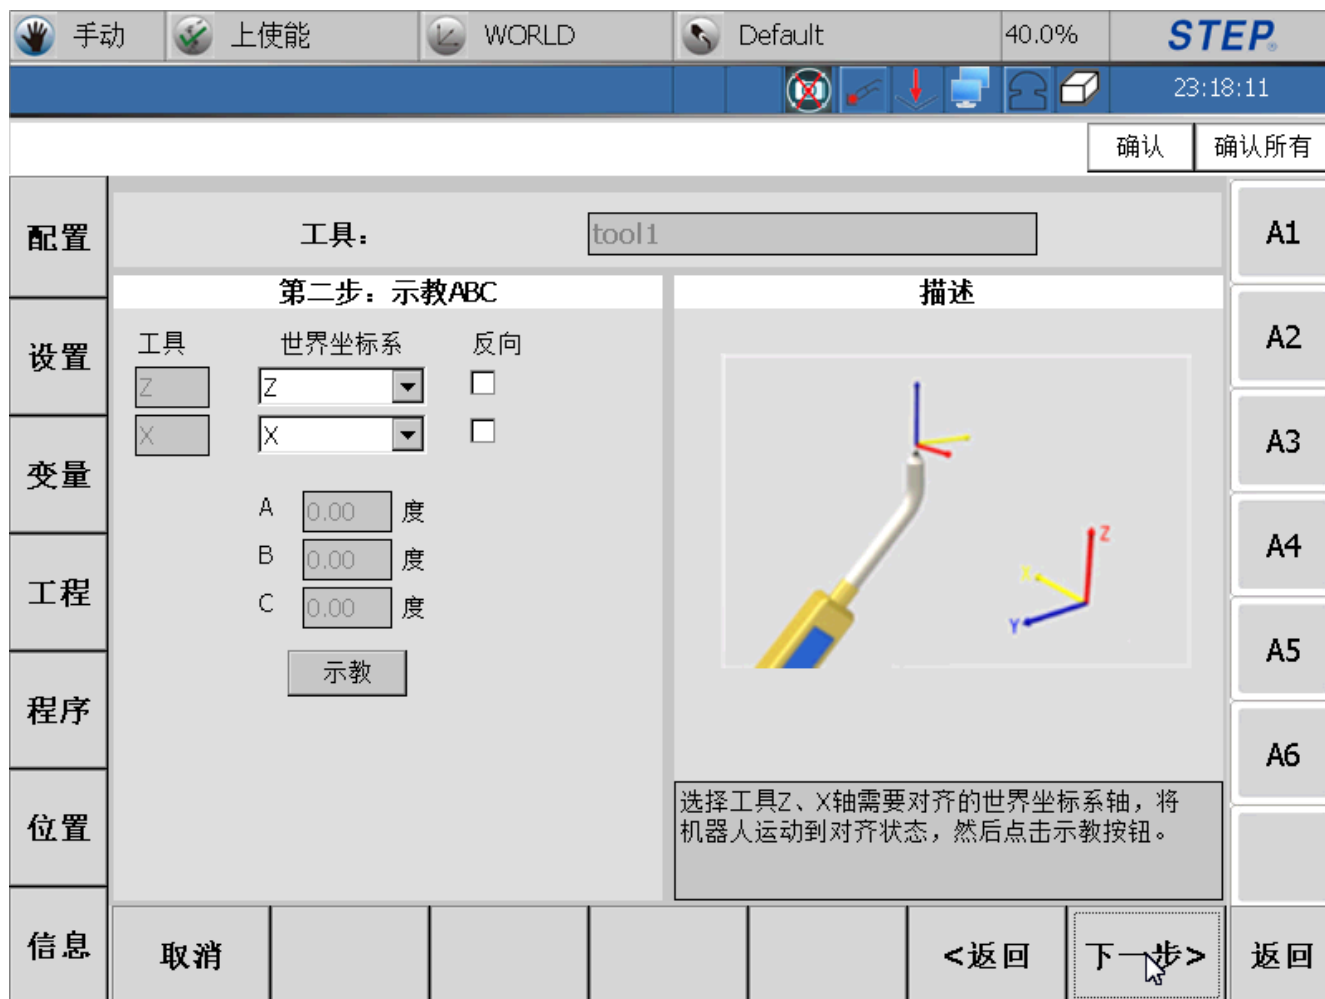 手动 上使能 WORLD Default 40.0% STEP®
23:18:11
确认 确认所有
配置
设置
变量
工程
程序
位置
信息
工具： tool1
第二步：示教ABC
工具 世界坐标系 反向
Z Z
X X
A 0.00 度
B 0.00 度
C 0.00 度
示教
描述
Z
X
Y
选择工具Z、X轴需要对齐的世界坐标系轴，将
机器人运动到对齐状态，然后点击示教按钮。
A1
A2
A3
A4
A5
A6
取消 <返回 下一步> 返回